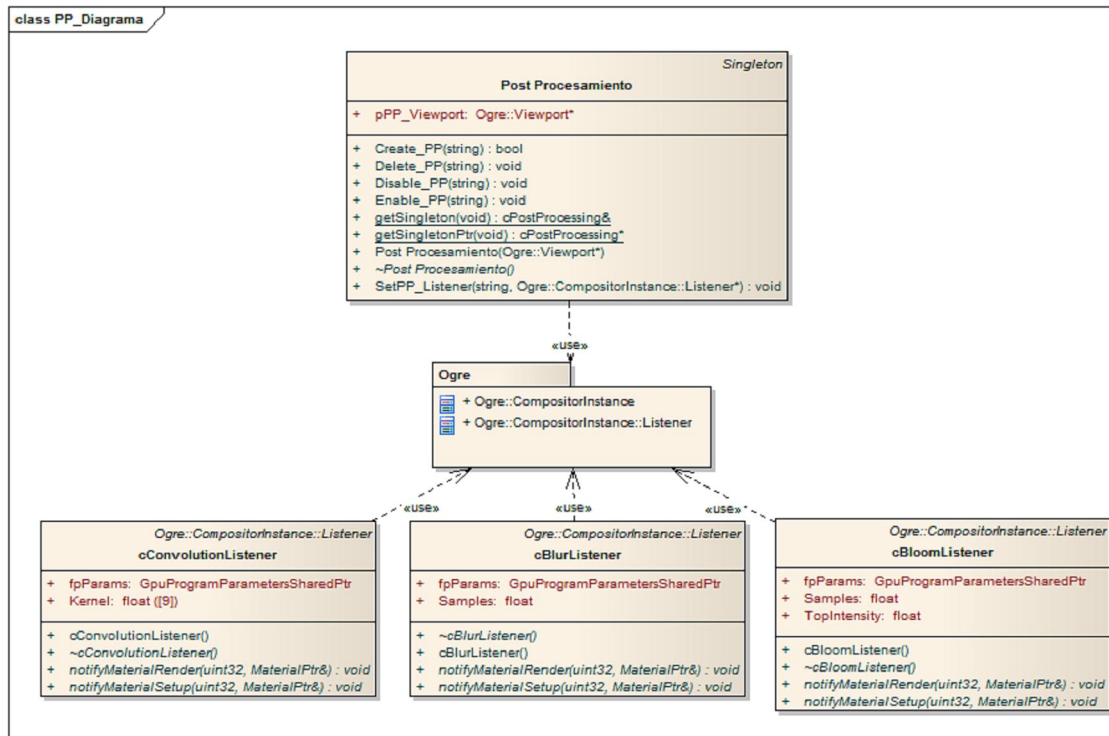 class PP_Diagrama
Singleton
Post Procesamiento
+ pPP_Viewport: Ogre::Viewport*
+ Create_PP(string) : bool
+ Delete_PP(string) : void
+ Disable_PP(string) : void
+ Enable_PP(string) : void
+ getSingleton(void) : cPostProcessing&
+ getSingletonPtr(void) : cPostProcessing*
+ Post Procesamiento(Ogre::Viewport*)
+ ~Post Procesamiento()
+ SetPP_Listener(string, Ogre::CompositorInstance::Listener*) : void
«use»
Ogre
+ Ogre::CompositorInstance
+ Ogre::CompositorInstance::Listener
«use»
«use»
«use»
Ogre::CompositorInstance::Listener
cConvolutionListener
+ fpParams: GpuProgramParametersSharedPtr
+ Kernel: float ([9])
+ cConvolutionListener()
+ ~cConvolutionListener()
+ notifyMaterialRender(uint32, MaterialPtr&) : void
+ notifyMaterialSetup(uint32, MaterialPtr&) : void
Ogre::CompositorInstance::Listener
cBlurListener
+ fpParams: GpuProgramParametersSharedPtr
+ Samples: float
+ ~cBlurListener()
+ cBlurListener()
+ notifyMaterialRender(uint32, MaterialPtr&) : void
+ notifyMaterialSetup(uint32, MaterialPtr&) : void
Ogre::CompositorInstance::Listener
cBloomListener
+ fpParams: GpuProgramParametersSharedPtr
+ Samples: float
+ TopIntensity: float
+ cBloomListener()
+ ~cBloomListener()
+ notifyMaterialRender(uint32, MaterialPtr&) : void
+ notifyMaterialSetup(uint32, MaterialPtr&) : void